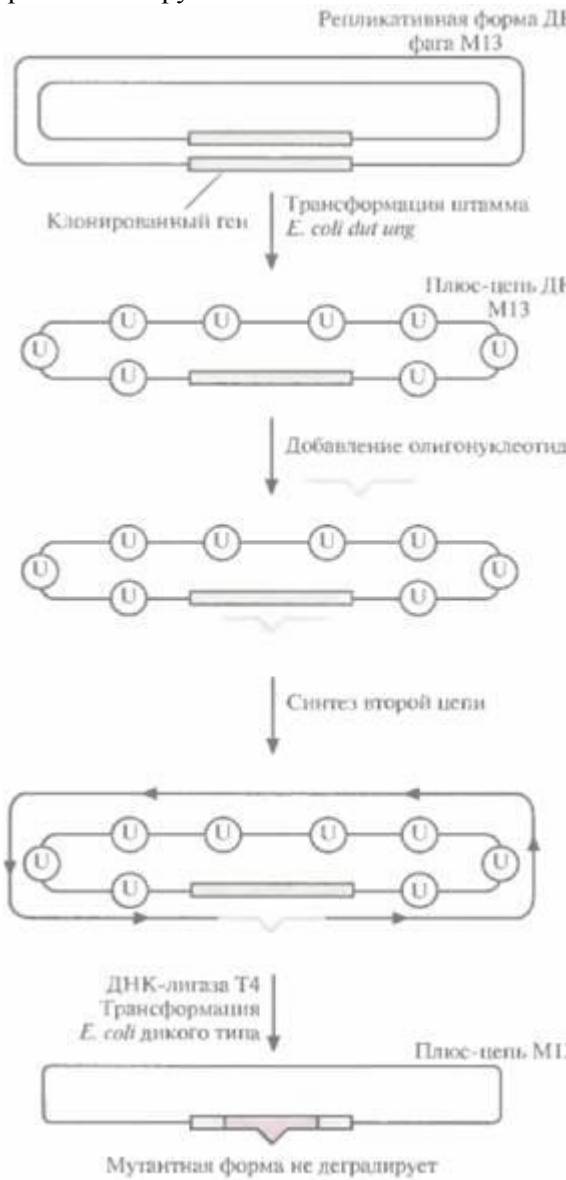 Репликативная форма ДН
фага М13
Клонированный ген
Трансформация штамма
E. coli dut ung
Плюс-цепь ДН
М13
U U U U
U U
U U
Добавление олигонуклеотид
U U U U
U U
U U
Синтез второй цепи
U U U U
U U
U U
ДНК-лигаза Т4
Трансформация
E. coli дикого типа
Плюс-цепь М1
Мутантная форма не деградирует